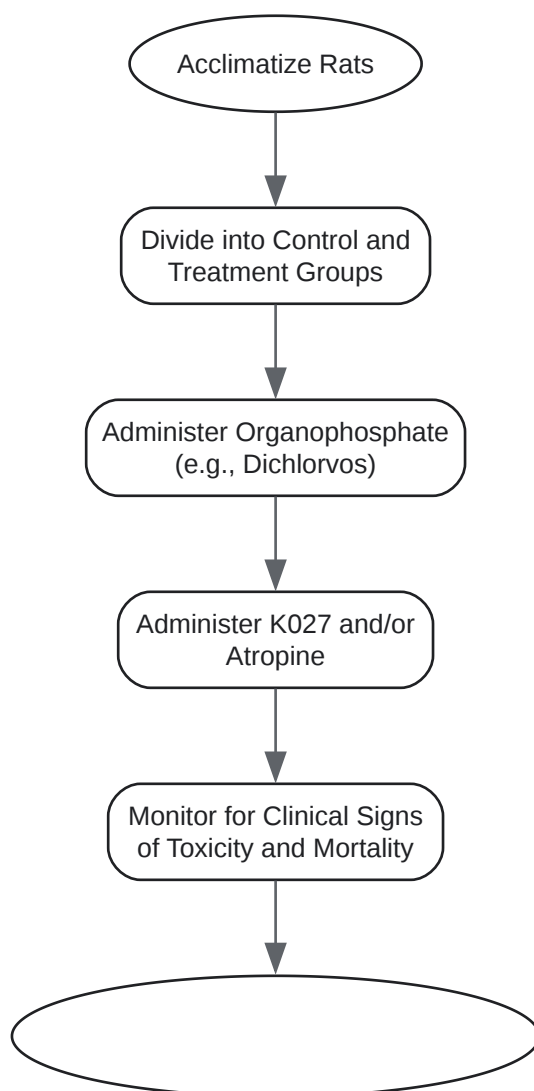 Acclimatize Rats
Divide into Control and
Treatment Groups
Administer Organophosphate
(e.g., Dichlorvos)
Administer K027 and/or
Atropine
Monitor for Clinical Signs
of Toxicity and Mortality